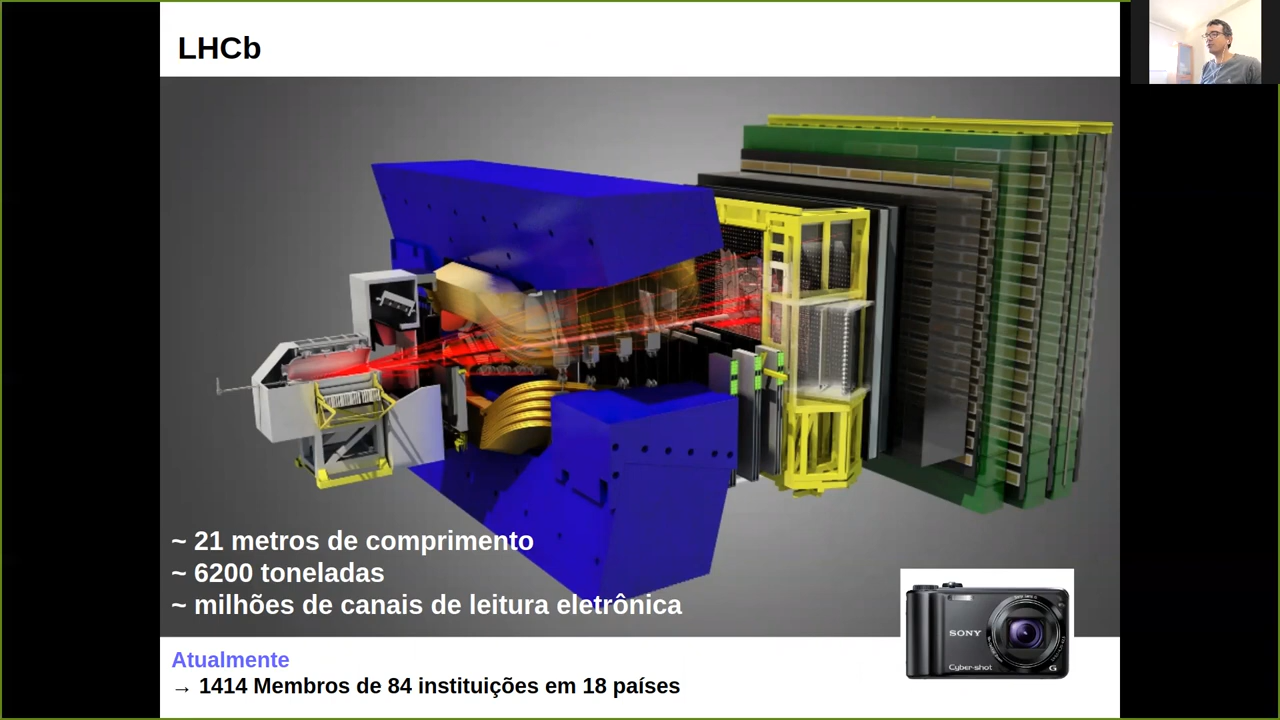 LHCb
~ 21 metros de comprimento
~ 6200 toneladas
~ milhões de canais de leitura eletrônica
SONY
Cyber-shot
G
Atualmente
→ 1414 Membros de 84 instituições em 18 países